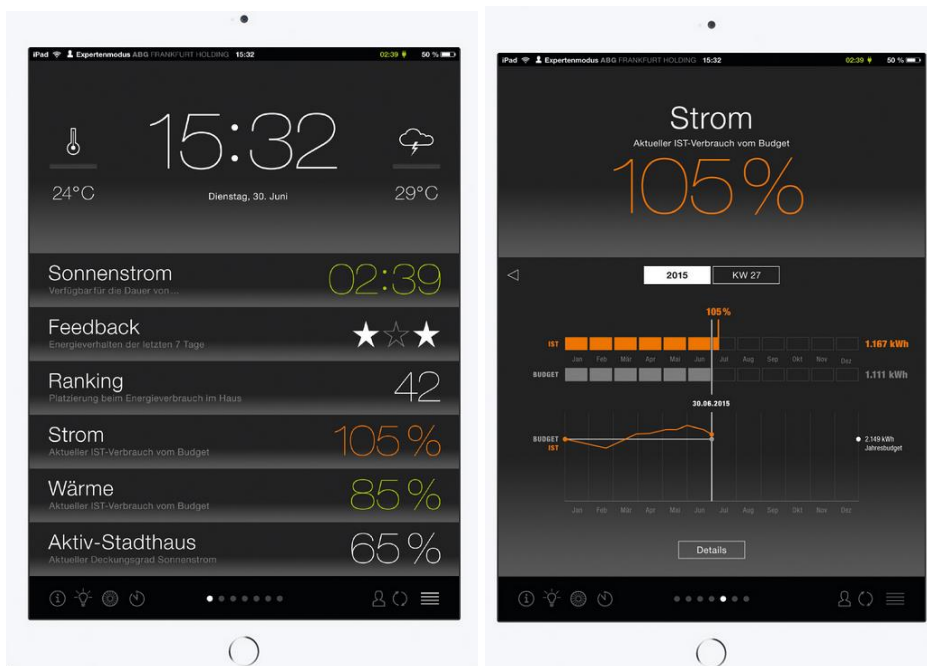 iPad Expertenmodus ABG FRANKFURT HOLDING 15:32 02:39 50 %
15:32
24°C
Dienstag, 30. Juni
29°C
Sonnenstrom
Verfügbar für die Dauer von ...
02:39
Feedback
Energieverhalten der letzten 7 Tage
Ranking
Platzierung beim Energieverbrauch im Haus
42
Strom
Aktueller IST-Verbrauch vom Budget
105 %
Wärme
Aktueller IST-Verbrauch vom Budget
85 %
Aktiv-Stadthaus
Aktueller Deckungsgrad Sonnenstrom
65 %
iPad Expertenmodus ABG FRANKFURT HOLDING 15:32 02:39 50 %
Strom
Aktueller IST-Verbrauch vom Budget
105 %
2015 KW 27
105 %
IST 1.167 kWh
Jan Feb Mär Apr Mai Jun Jul Aug Sep Okt Nov Dez
BUDGET 1.111 kWh
30.06.2015
BUDGET
IST
2.149 kWh
Jahresbudget
Jan Feb Mär Apr Mai Jun Jul Aug Sep Okt Nov Dez
Details